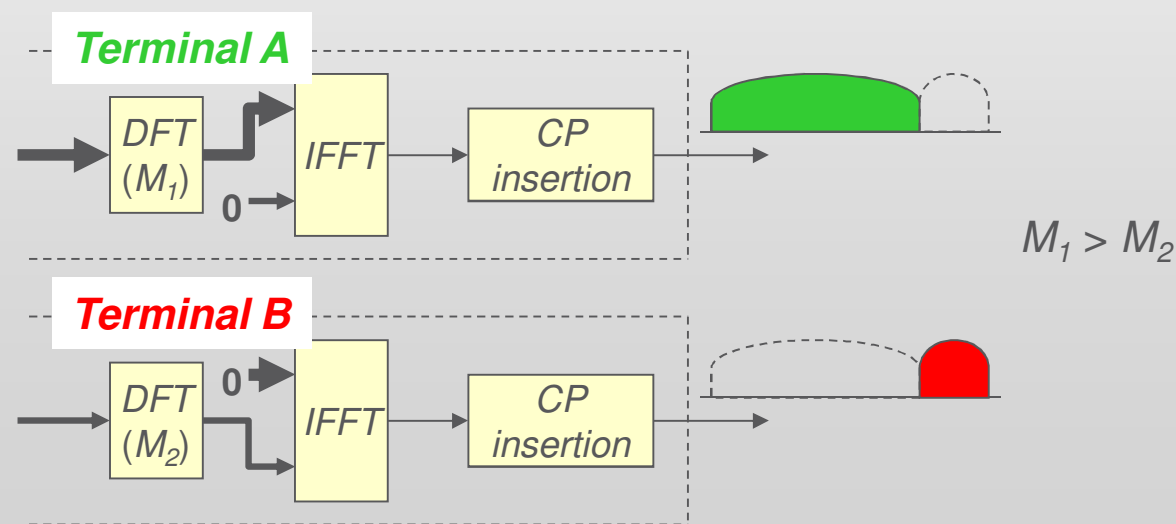 Terminal A
DFT
(M₁)
0
IFFT
CP
insertion
M₁ > M₂
Terminal B
DFT
(M₂)
0
IFFT
CP
insertion